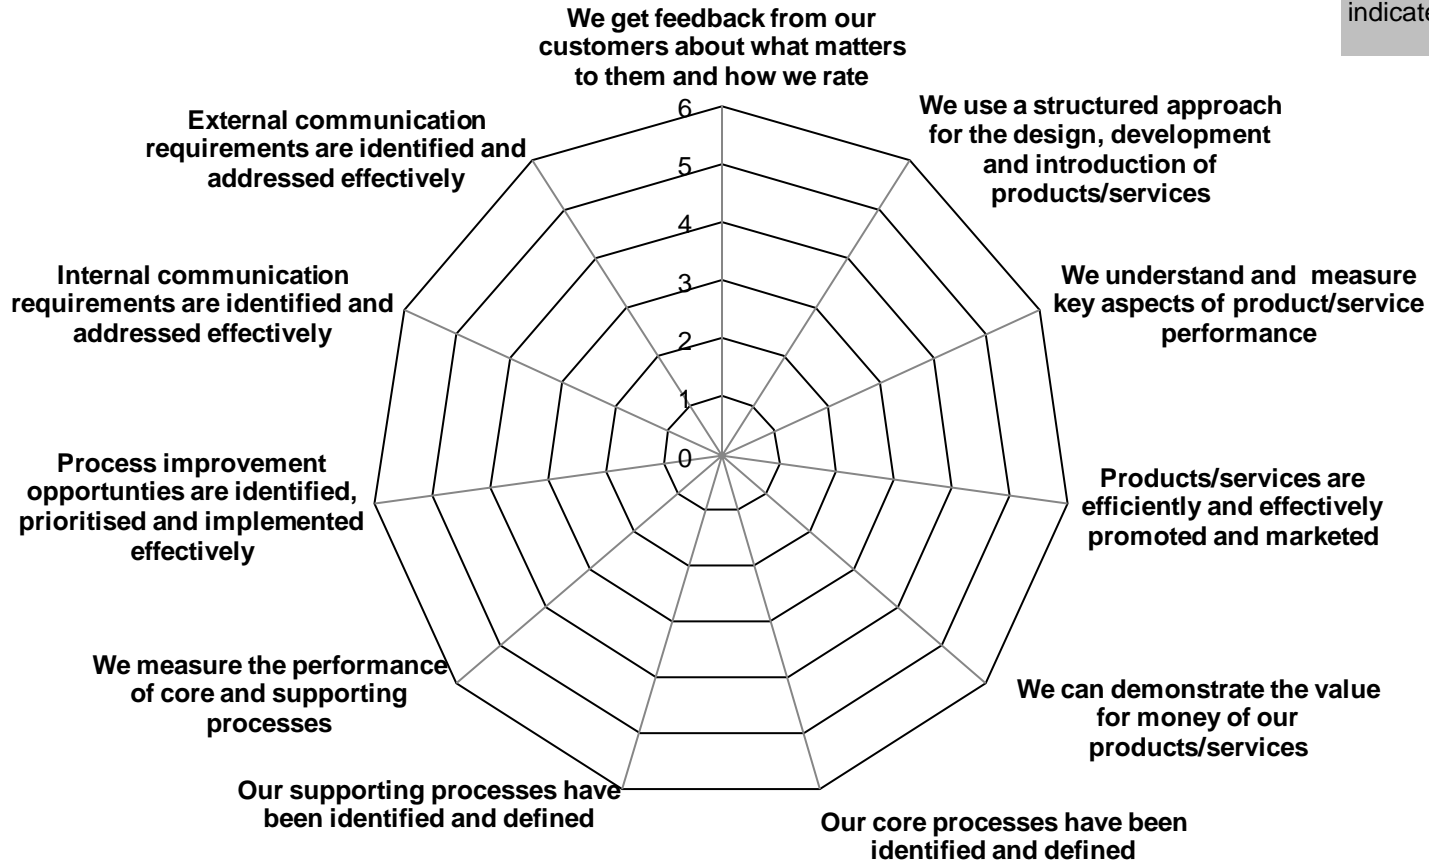 indicate
We get feedback from our
customers about what matters
to them and how we rate
We use a structured approach
for the design, development
and introduction of
products/services
We understand and  measure
key aspects of product/service
performance
Products/services are
efficiently and effectively
promoted and marketed
We can demonstrate the value
for money of our
products/services
Our core processes have been
identified and defined
Our supporting processes have
been identified and defined
We measure the performance
of core and supporting
processes
Process improvement
opportunties are identified,
prioritised and implemented
effectively
Internal communication
requirements are identified and
addressed effectively
External communication
requirements are identified and
addressed effectively
6
5
4
3
2
1
0